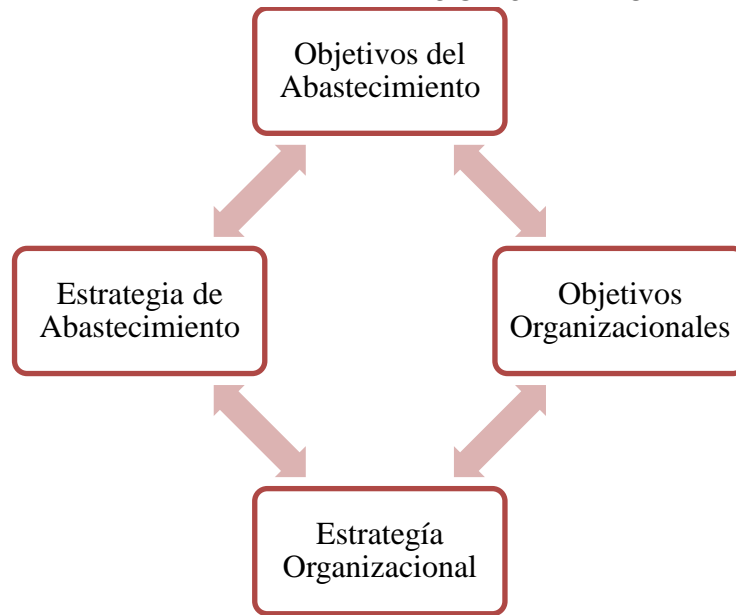 Objetivos del
Abastecimiento
Estrategia de
Abastecimiento
Objetivos
Organizacionales
Estrategía
Organizacional